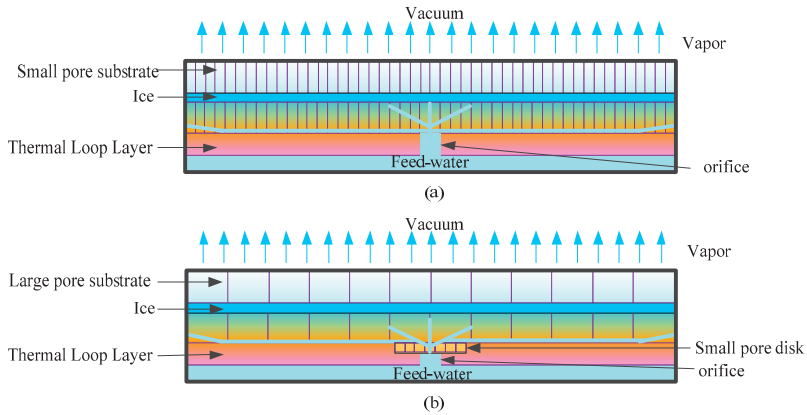 Vacuum
Vapor
Small pore substrate
Ice
Thermal Loop Layer
Feed-water
orifice
(a)
Vacuum
Vapor
Large pore substrate
Ice
Thermal Loop Layer
Small pore disk
orifice
Feed-water
(b)